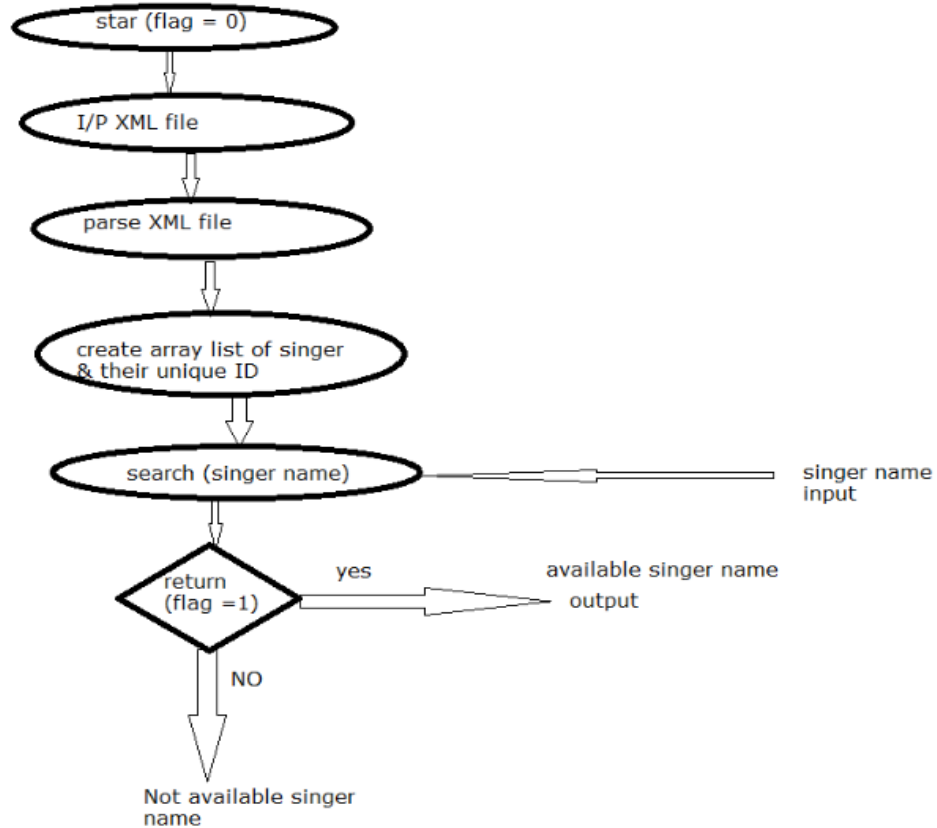 star (flag = 0)
I/P XML file
parse XML file
create array list of singer
& their unique ID
search (singer name)
singer name
input
return
(flag =1)
yes
available singer name
output
NO
Not available singer
name